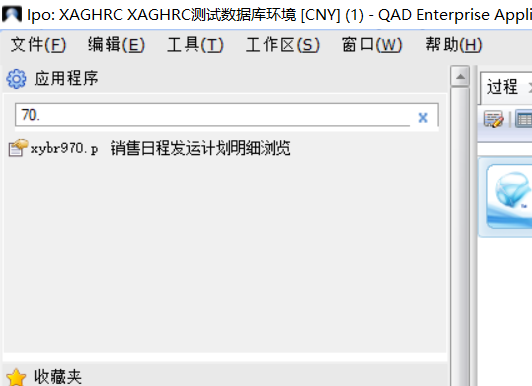 Ipo: XAGHRC XAGHRC测试数据库环境 [CNY] (1) - QAD Enterprise Appli
文件(F) 编辑(E) 工具(T) 工作区(S) 窗口(W) 帮助(H)
应用程序
过程
70.
xybr970.p 销售日程发运计划明细浏览
收藏夹